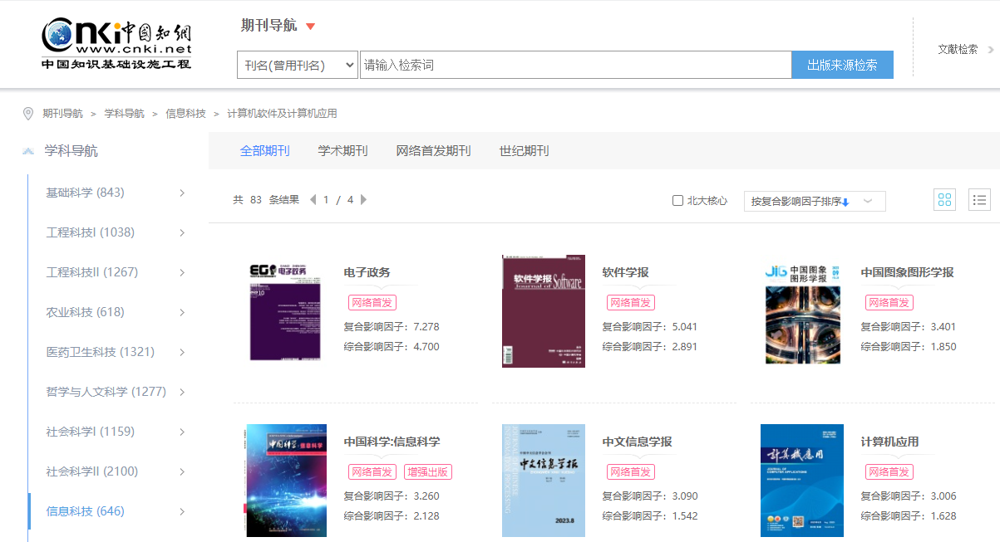 Cnki中国知網
www.cnki.net
中国知识基础设施工程
期刊导航
刊名(曾用刊名)
请输入检索词
出版来源检索
文献检索
期刊导航 > 学科导航 > 信息科技 > 计算机软件及计算机应用
学科导航
基础科学 (843)
工程科技I (1038)
工程科技II (1267)
农业科技 (618)
医药卫生科技 (1321)
哲学与人文科学 (1277)
社会科学I (1159)
社会科学II (2100)
信息科技 (646)
全部期刊 学术期刊 网络首发期刊 世纪期刊
共 83 条结果 1 / 4
北大核心
按复合影响因子排序
EG 电子政务
电子政务
网络首发
复合影响因子：7.278
综合影响因子：4.700
软件学报
Journal of Software
软件学报
网络首发
复合影响因子：5.041
综合影响因子：2.891
JIG 中国图象
图形学报
09
中国图象图形学报
网络首发
复合影响因子：3.401
综合影响因子：1.850
中国科学:信息科学
中国科学:信息科学
网络首发 增强出版
复合影响因子：3.260
综合影响因子：2.128
中文信息学报
2023.8
中文信息学报
网络首发
复合影响因子：3.090
综合影响因子：1.542
计算机应用
JOURNAL OF
COMPUTER APPLICATIONS
计算机应用
网络首发
复合影响因子：3.006
综合影响因子：1.628